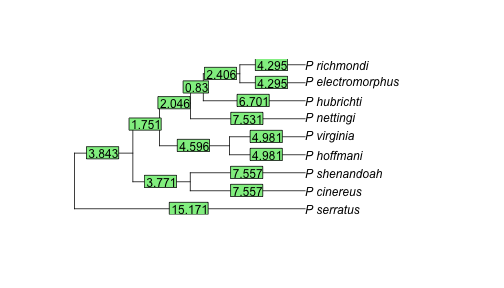 4.295 P richmondi
2.406
4.295 P electromorphus
0.83
6.701 P hubrichti
2.046
7.531 P nettingi
1.751
4.981 P virginia
4.596
4.981 P hoffmani
3.843
7.557 P shenandoah
3.771
7.557 P cinereus
15.171 P serratus